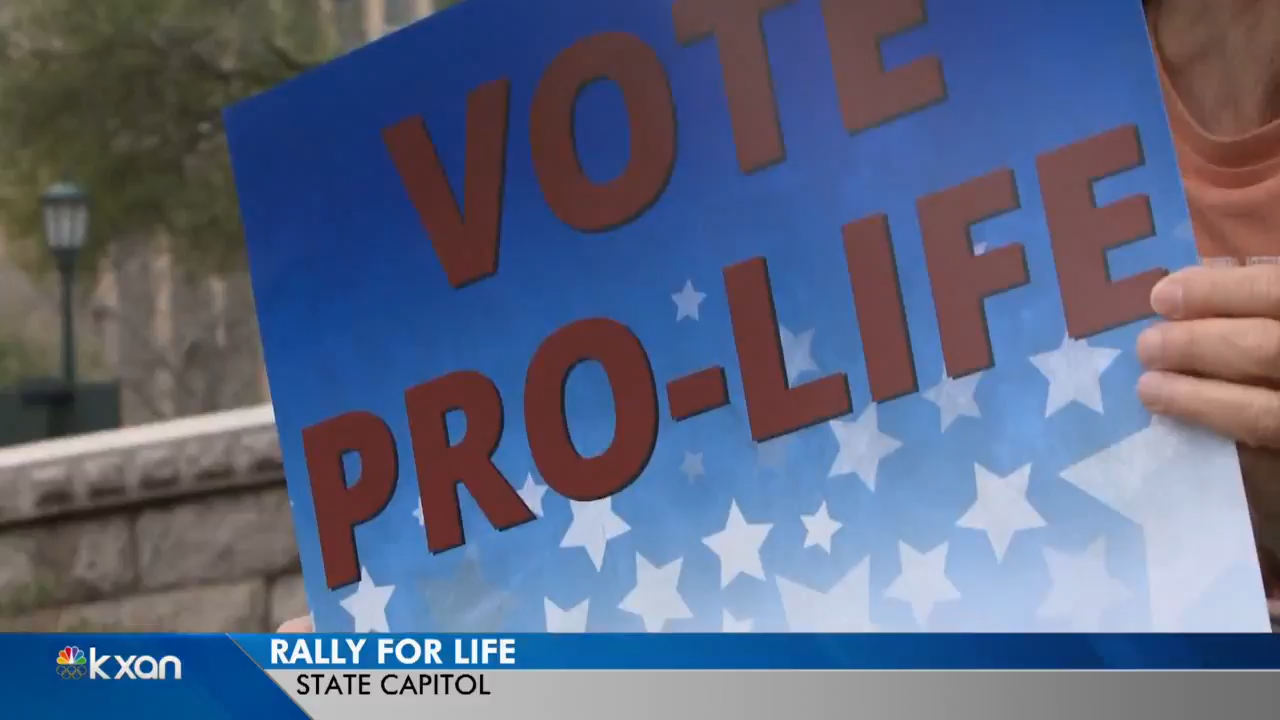 VOTE
PRO-LIFE
kxan
RALLY FOR LIFE
STATE CAPITOL